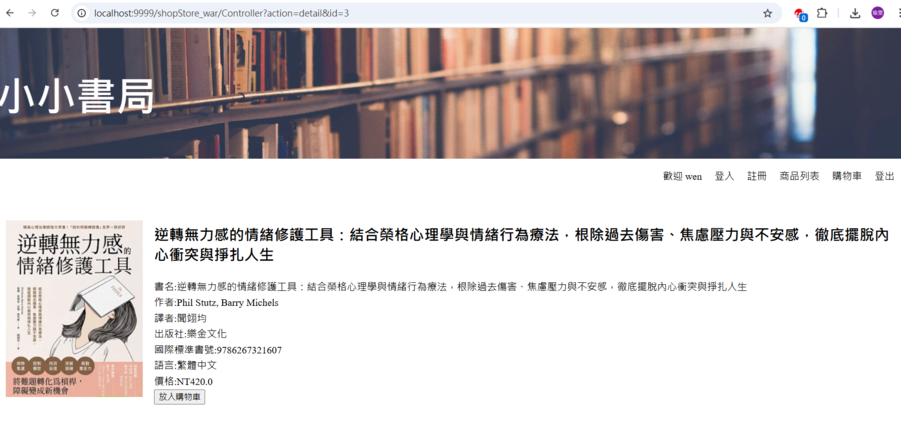 localhost:9999/shopStore_war/Controller?action=detail&id=3
小小書局
歡迎 wen 登入 註冊 商品列表 購物車 登出
逆轉無力感的
情緒修護工具
將難題轉化為槓桿，
障礙變成新機會
逆轉無力感的情緒修護工具：結合榮格心理學與情緒行為療法，根除過去傷害、焦慮壓力與不安感，徹底擺脫內
心衝突與掙扎人生
書名:逆轉無力感的情緒修護工具：結合榮格心理學與情緒行為療法，根除過去傷害、焦慮壓力與不安感，徹底擺脫內心衝突與掙扎人生
作者:Phil Stutz, Barry Michels
譯者:閻翊均
出版社:樂金文化
國際標準書號:9786267321607
語言:繁體中文
價格:NT420.0
放入購物車